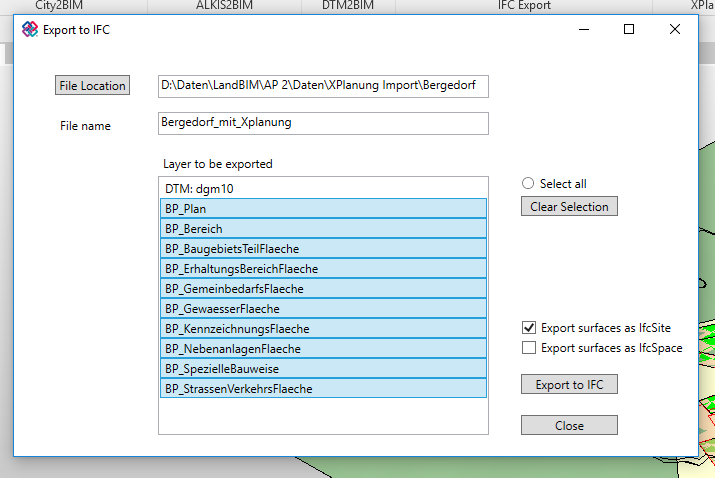 City2BIM ALKIS2BIM DTM2BIM IFC Export XPla
Export to IFC
File Location D:\Daten\LandBIM\AP 2\Daten\XPlanung Import\Bergedorf
File name Bergedorf_mit_Xplanung
Layer to be exported
DTM: dgm10
Select all
BP_Plan
Clear Selection
BP_Bereich
BP_BaugebietsTeilFlaeche
BP_ErhaltungsBereichFlaeche
BP_GemeinbedarfsFlaeche
BP_GewaesserFlaeche
BP_KennzeichnungsFlaeche
Export surfaces as IfcSite
BP_NebenanlagenFlaeche
Export surfaces as IfcSpace
BP_SpezielleBauweise
BP_StrassenVerkehrsFlaeche
Export to IFC
Close